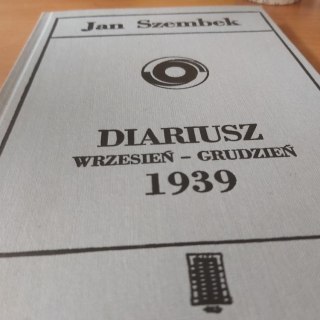 Jan Szembek
DIARIUSZ
WRZESIEŃ – GRUDZIEŃ
1939